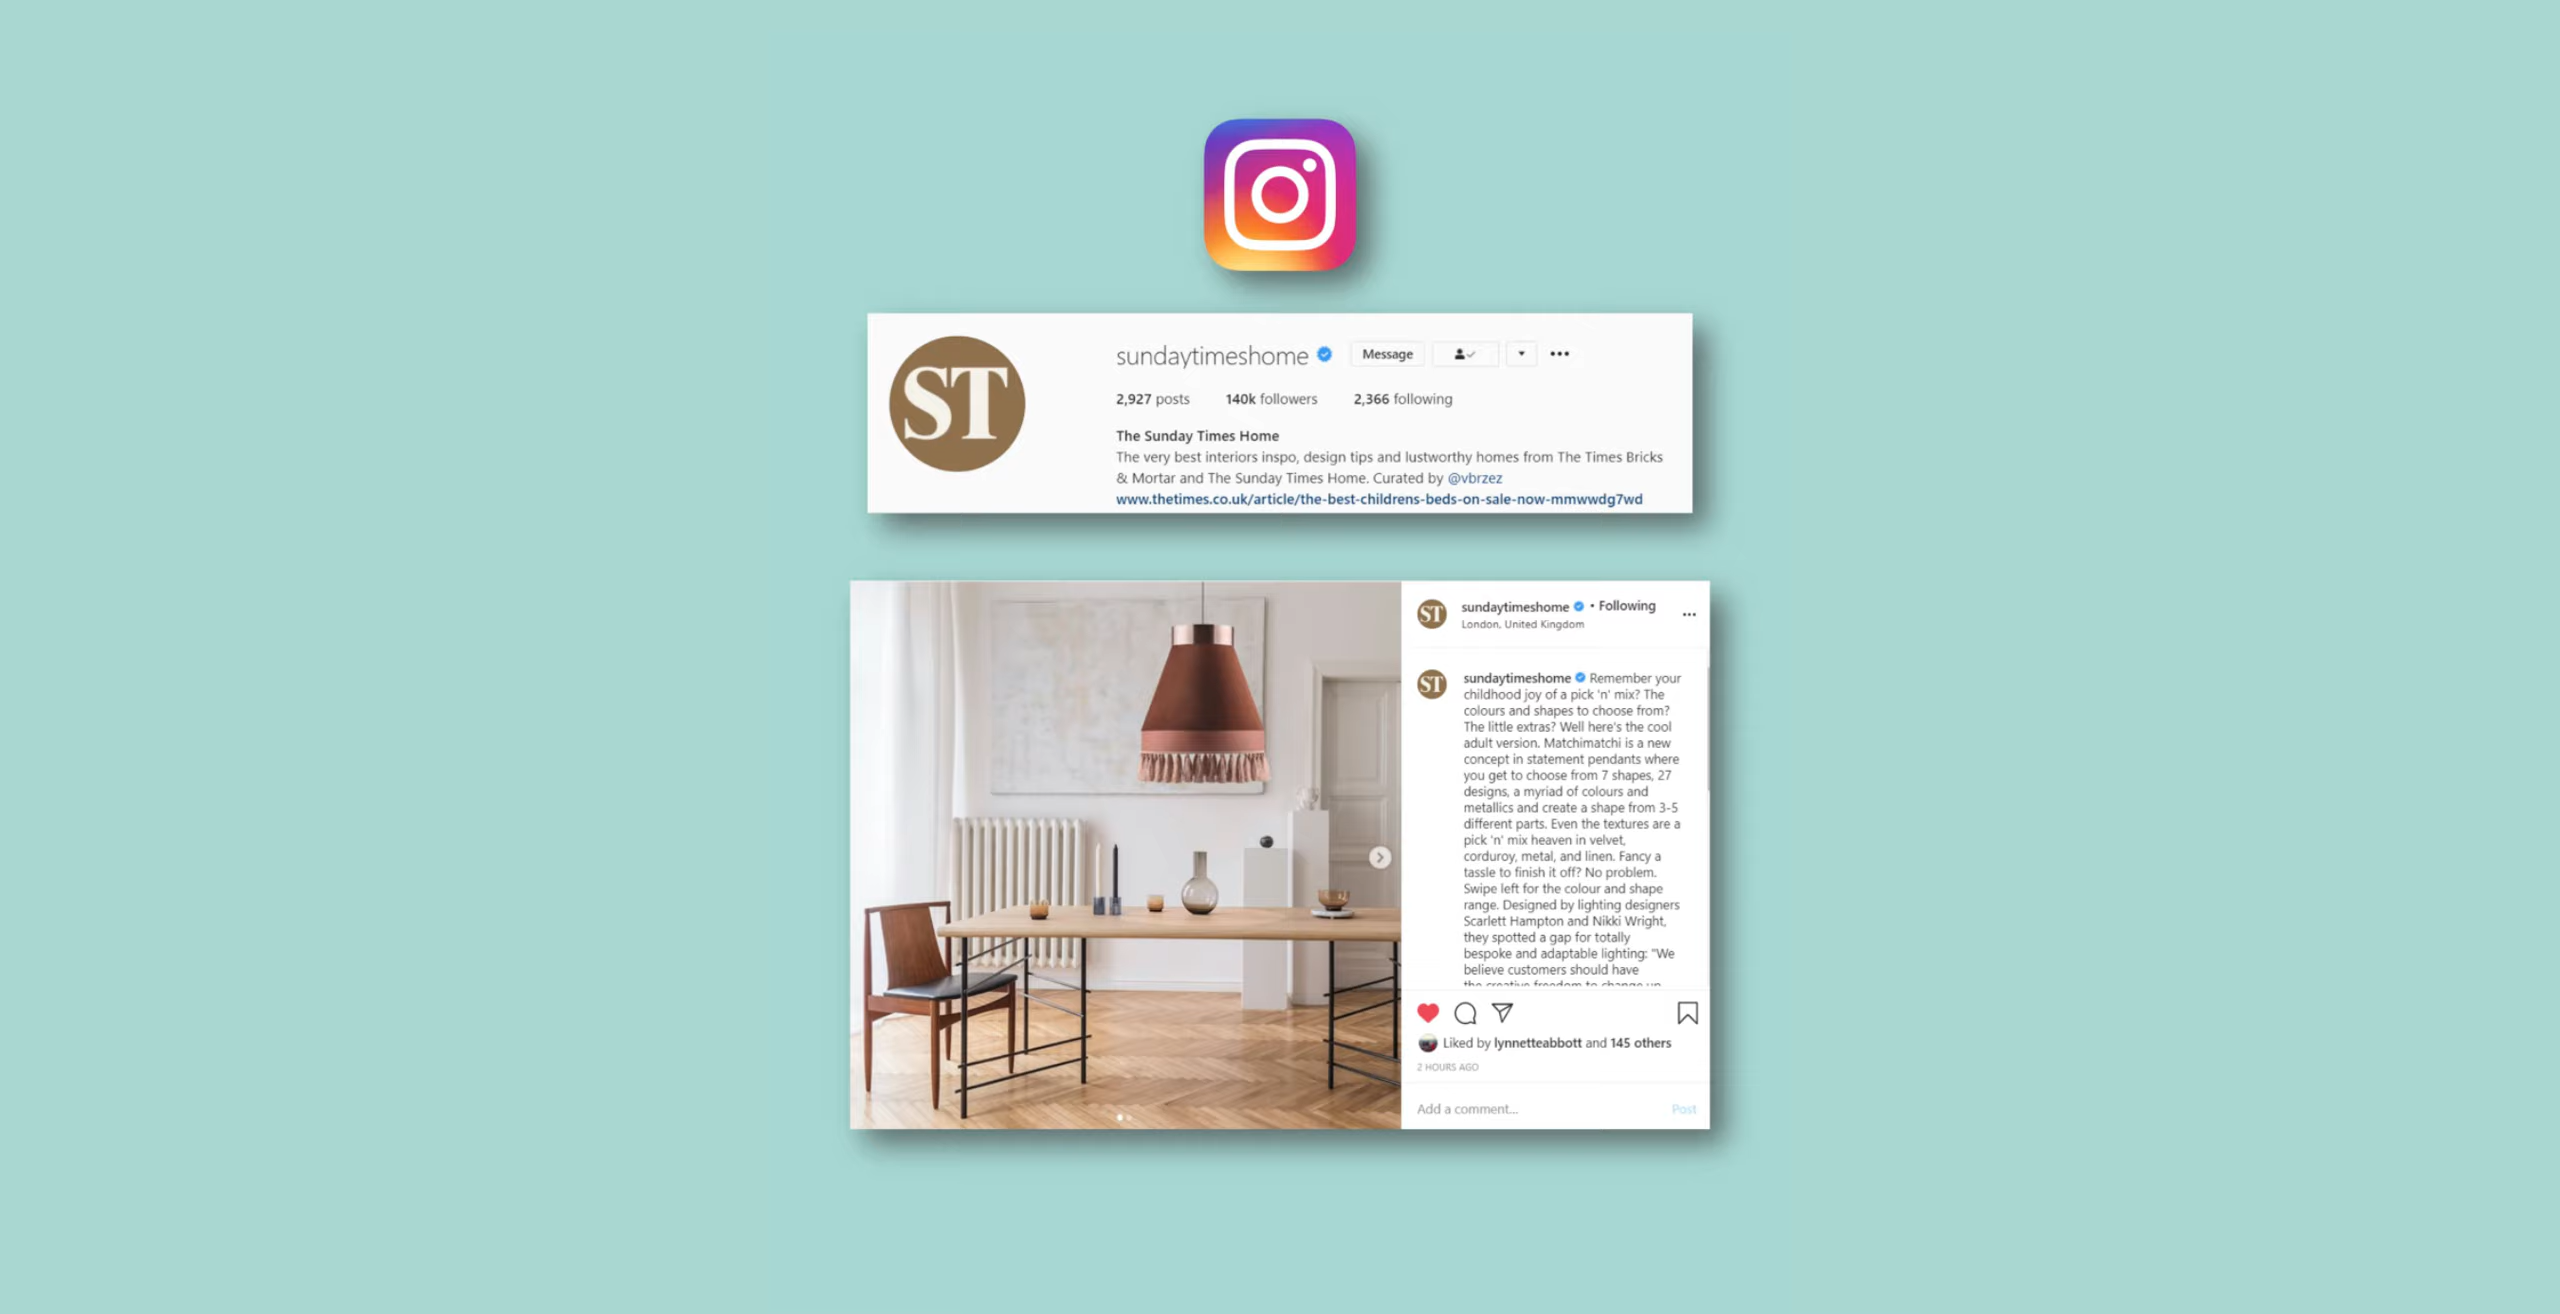 ST
sundaytimeshome Message
2,927 posts 140k followers 2,366 following
The Sunday Times Home
The very best interiors inspo, design tips and lustworthy homes from The Times Bricks
& Mortar and The Sunday Times Home. Curated by @vbrzez
www.thetimes.co.uk/article/the-best-childrens-beds-on-sale-now-mmwwdg7wd
ST
sundaytimeshome • Following
London, United Kingdom
ST
sundaytimeshome Remember your
childhood joy of a pick 'n' mix? The
colours and shapes to choose from?
The little extras? Well here's the cool
adult version. Matchimatchi is a new
concept in statement pendants where
you get to choose from 7 shapes, 27
designs, a myriad of colours and
metallics and create a shape from 3-5
different parts. Even the textures are a
pick 'n' mix heaven in velvet,
corduroy, metal, and linen. Fancy a
tassle to finish it off? No problem.
Swipe left for the colour and shape
range. Designed by lighting designers
Scarlett Hampton and Nikki Wright,
they spotted a gap for totally
bespoke and adaptable lighting: "We
believe customers should have
the creative freedom to change up
Liked by lynnetteabbott and 145 others
2 HOURS AGO
Add a comment... Post